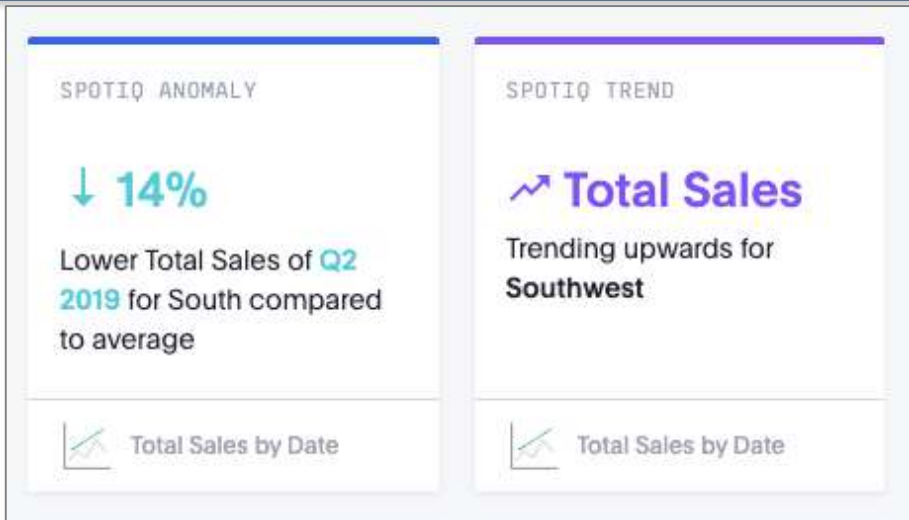 SPOTIQ ANOMALY
↓ 14%
Lower Total Sales of Q2
2019 for South compared
to average
Total Sales by Date
SPOTIQ TREND
Total Sales
Trending upwards for
Southwest
Total Sales by Date